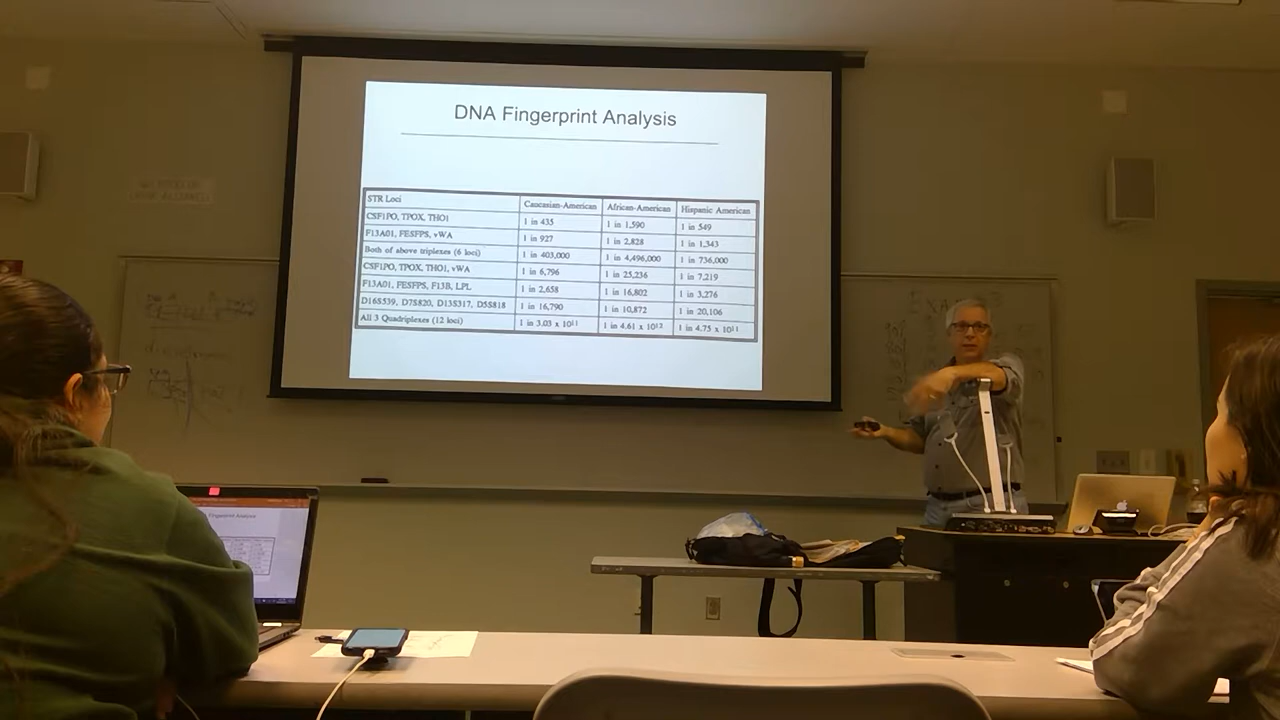 DNA Fingerprint Analysis
STR Loci Caucasian-American African-American Hispanic American
CSF1PO, TPOX, THO1 1 in 435 1 in 1,590 1 in 549
F13A01, FESFPS, vWA 1 in 927 1 in 2,828 1 in 1,343
Both of above triplexes (6 loci) 1 in 403,000 1 in 4,496,000 1 in 736,000
CSF1PO, TPOX, THO1, vWA 1 in 6,796 1 in 25,236 1 in 7,219
F13A01, FESFPS, F13B, LPL 1 in 2,658 1 in 16,802 1 in 3,276
D16S539, D7S820, D13S317, D5S818 1 in 16,790 1 in 10,872 1 in 20,106
All 3 Quadriplexes (12 loci) 1 in 3.03 x 10¹¹ 1 in 4.61 x 10¹² 1 in 4.75 x 10¹¹
Fingerprint Analysis